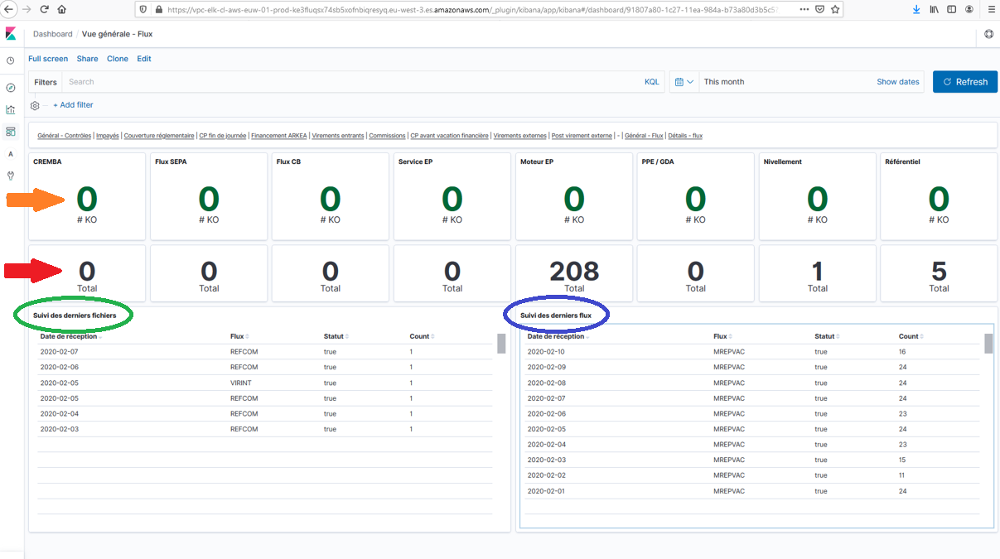 https://vpc-elk-cl-aws-euw-01-prod-ke3fluqsx74sb5xofnbiqresyq.eu-west-3.es.amazonaws.com/_plugin/kibana/app/kibana#/dashboard/91807a80-1c27-11ea-984a-b73a80d3b5c5
Dashboard / Vue générale - Flux
Full screen Share Clone Edit
Filters Search KQL This month Show dates Refresh
+ Add filter
Général - Contrôles | Impayés | Couverture réglementaire | CP fin de journée | Financement ARKEA | Virements entrants | Commissions | CP avant vacation financière | Virements externes | Post virement externe | - | Général - Flux | Détails - flux
CREMBA Flux SEPA Flux CB Service EP Moteur EP PPE / GDA Nivellement Référentiel
0 0 0 0 0 0 0 0
# KO # KO # KO # KO # KO # KO # KO # KO
0 0 0 0 208 0 1 5
Total Total Total Total Total Total Total Total
Suivi des derniers fichiers
Date de réception Flux Statut Count
2020-02-07 REFCOM true 1
2020-02-06 REFCOM true 1
2020-02-05 VIRINT true 1
2020-02-05 REFCOM true 1
2020-02-04 REFCOM true 1
2020-02-03 REFCOM true 1
Suivi des derniers flux
Date de réception Flux Statut Count
2020-02-10 MREPVAC true 16
2020-02-09 MREPVAC true 24
2020-02-08 MREPVAC true 24
2020-02-07 MREPVAC true 24
2020-02-06 MREPVAC true 23
2020-02-05 MREPVAC true 24
2020-02-04 MREPVAC true 23
2020-02-03 MREPVAC true 15
2020-02-02 MREPVAC true 11
2020-02-01 MREPVAC true 24